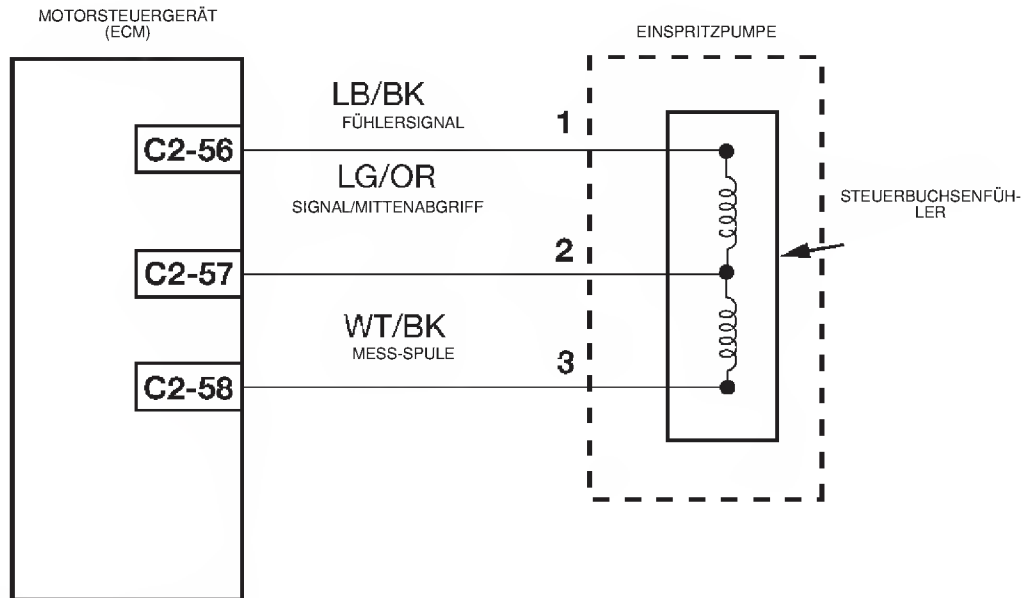 MOTORSTEUERGERÄT
(ECM)
EINSPRITZPUMPE
LB/BK
FÜHLERSIGNAL
1
C2-56
LG/OR
SIGNAL/MITTENABGRIFF
STEUERBUCHSENFÜH-
LER
2
C2-57
WT/BK
MESS-SPULE
3
C2-58